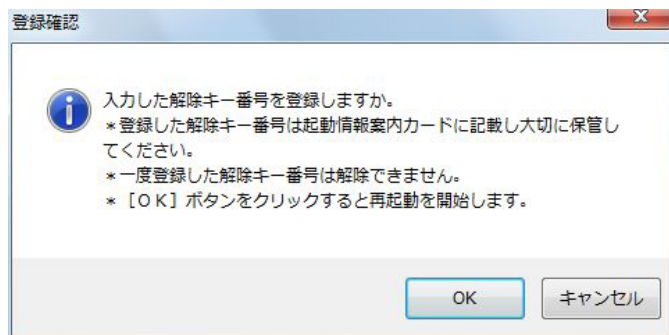 登録確認
入力した解除キー番号を登録しますか。
＊登録した解除キー番号は起動情報案内カードに記載し大切に保管し
てください。
＊一度登録した解除キー番号は解除できません。
＊［ＯＫ］ボタンをクリックすると再起動を開始します。
OK
キャンセル